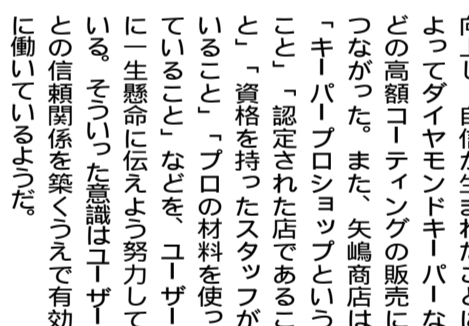 向上し、自信が生まれたことに
よってダイヤモンドキーパーな
どの高額コーティングの販売に
つながった。また、矢嶋商店は
「キーパープロショップという
こと」「認定された店であるこ
と」「資格を持ったスタッフが
いること」「プロの材料を使っ
ていること」などを、ユーザー
に一生懸命に伝えよう努力して
いる。そういった意識はユーザー
との信頼関係を築くうえで有効
に働いているようだ。